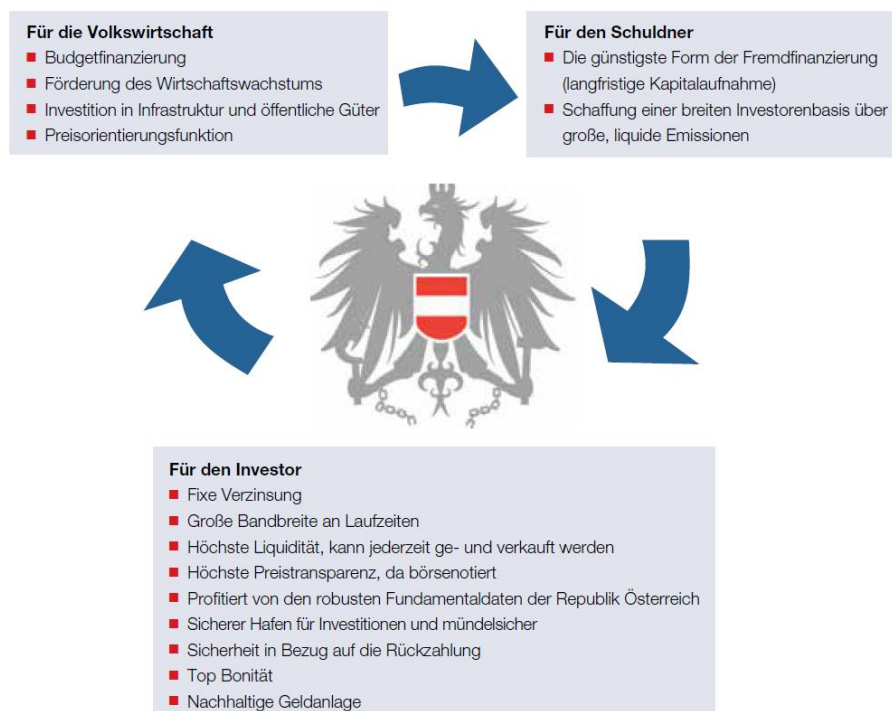 Für die Volkswirtschaft
Budgetfinanzierung
Förderung des Wirtschaftswachstums
Investition in Infrastruktur und öffentliche Güter
Preisorientierungsfunktion
Für den Schuldner
Die günstigste Form der Fremdfinanzierung
(langfristige Kapitalaufnahme)
Schaffung einer breiten Investorenbasis über
große, liquide Emissionen
Für den Investor
Fixe Verzinsung
Große Bandbreite an Laufzeiten
Höchste Liquidität, kann jederzeit ge- und verkauft werden
Höchste Preistransparenz, da börsenotiert
Profitiert von den robusten Fundamentaldaten der Republik Österreich
Sicherer Hafen für Investitionen und mündelsicher
Sicherheit in Bezug auf die Rückzahlung
Top Bonität
Nachhaltige Geldanlage